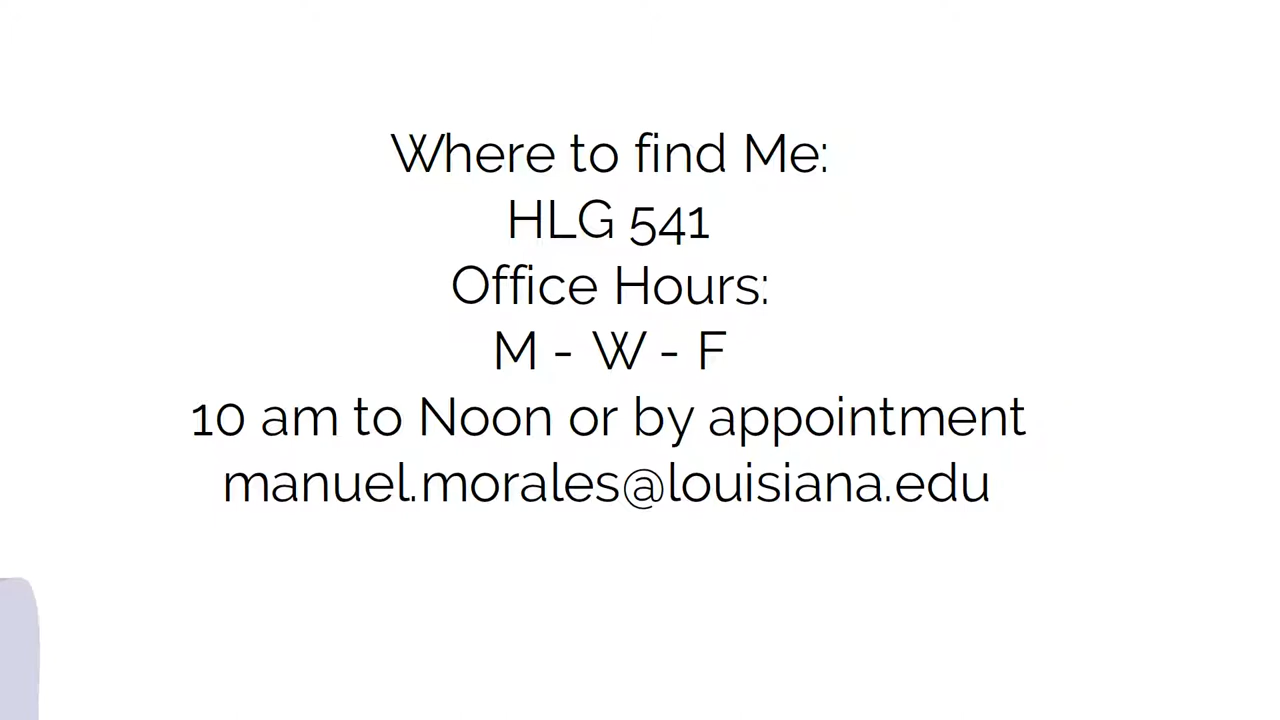 Where to find Me:
HLG 541
Office Hours:
M - W - F
10 am to Noon or by appointment
manuel.morales@louisiana.edu